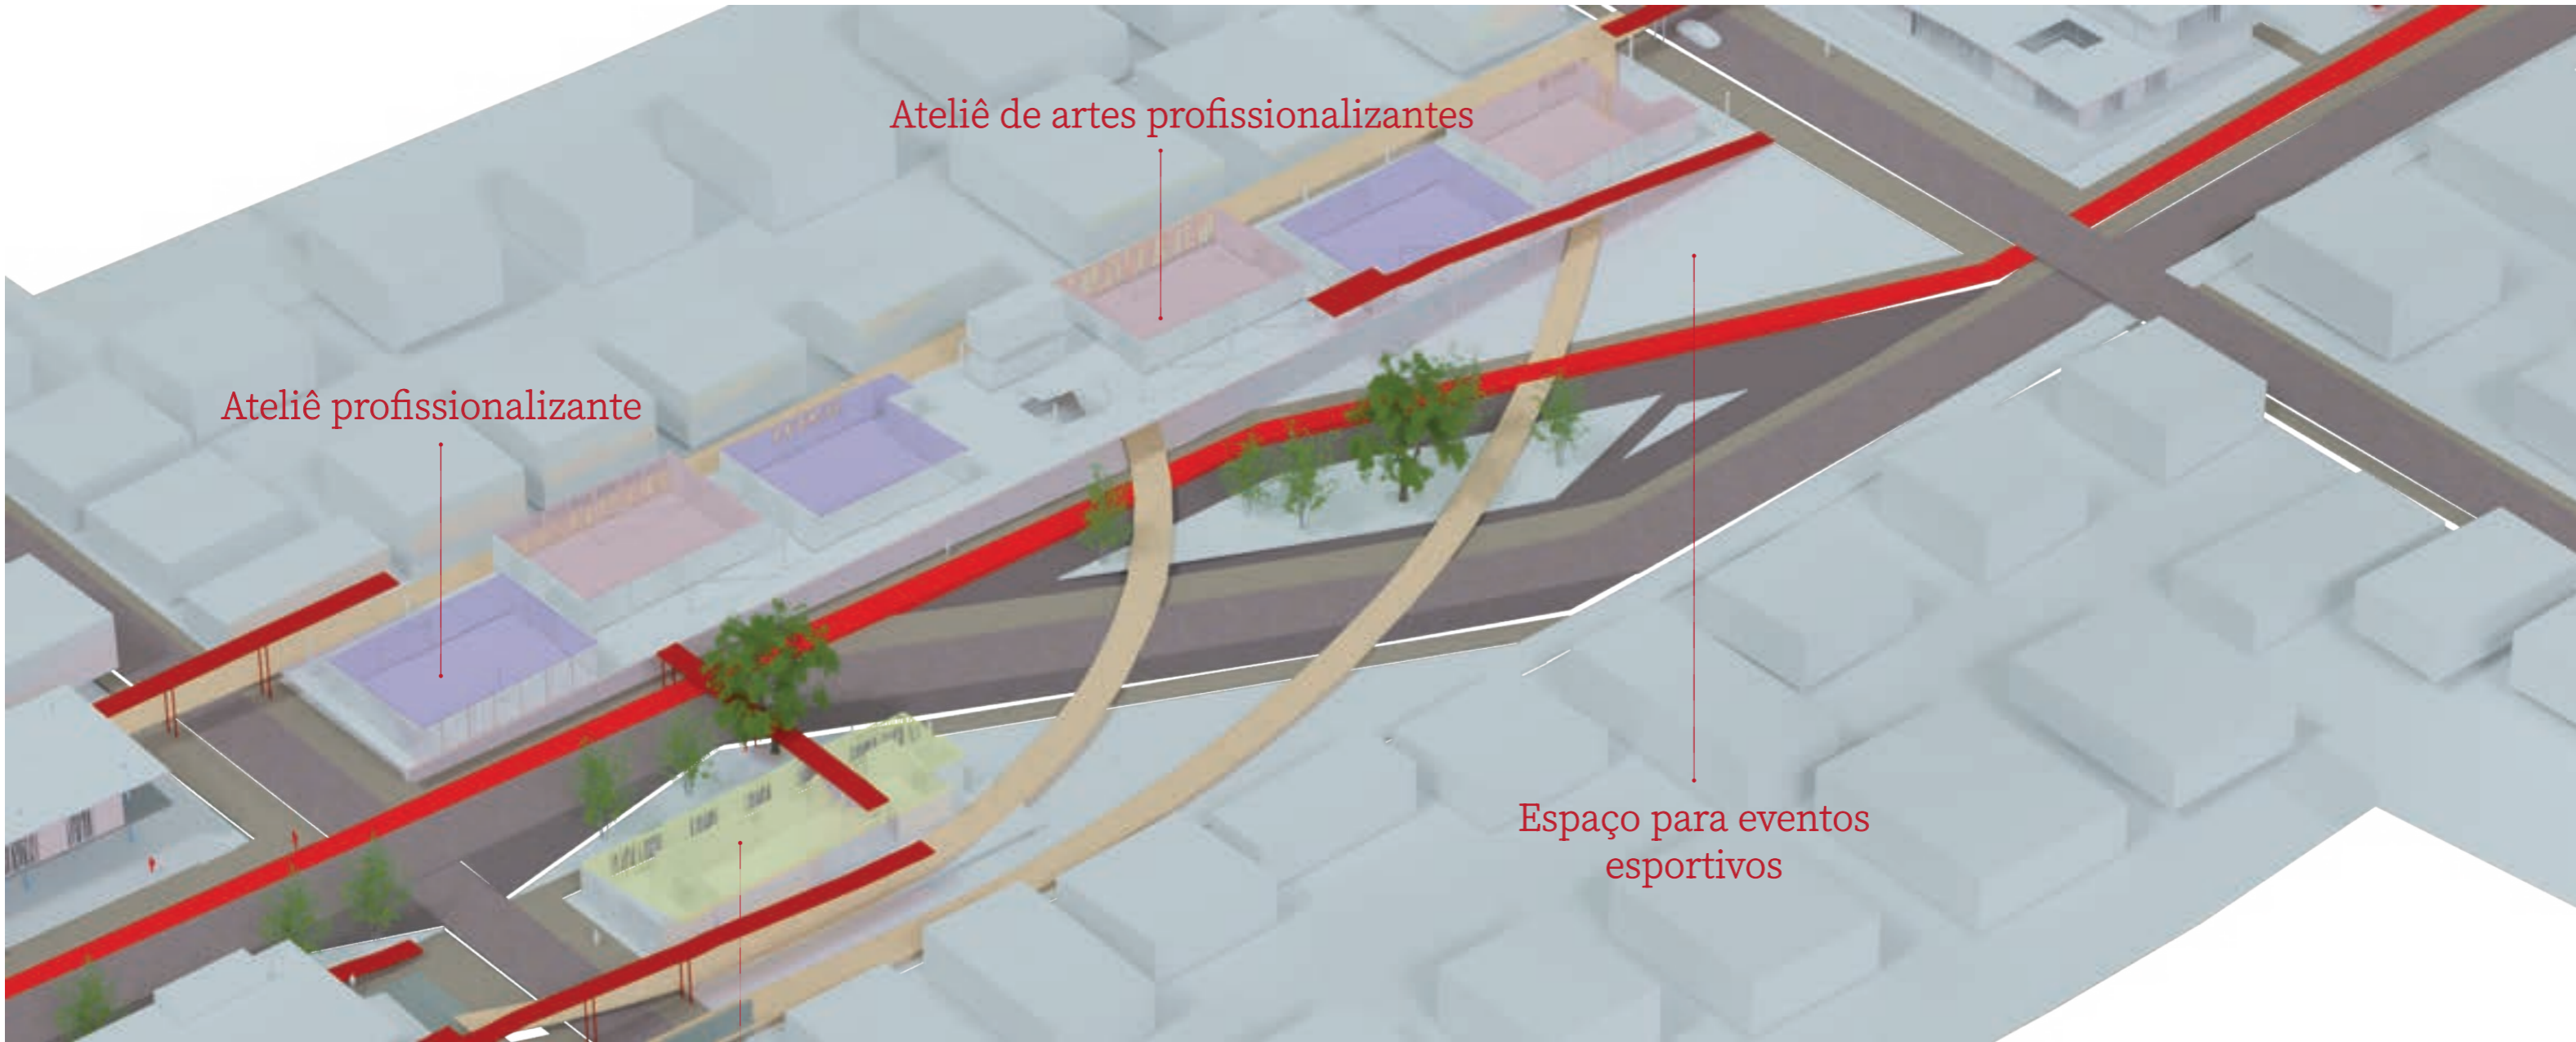 Ateliê de artes profissionalizantes
Ateliê profissionalizante
Espaço para eventos
esportivos